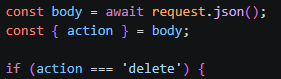 const body = await request.json();
const { action } = body;
if (action === 'delete') {